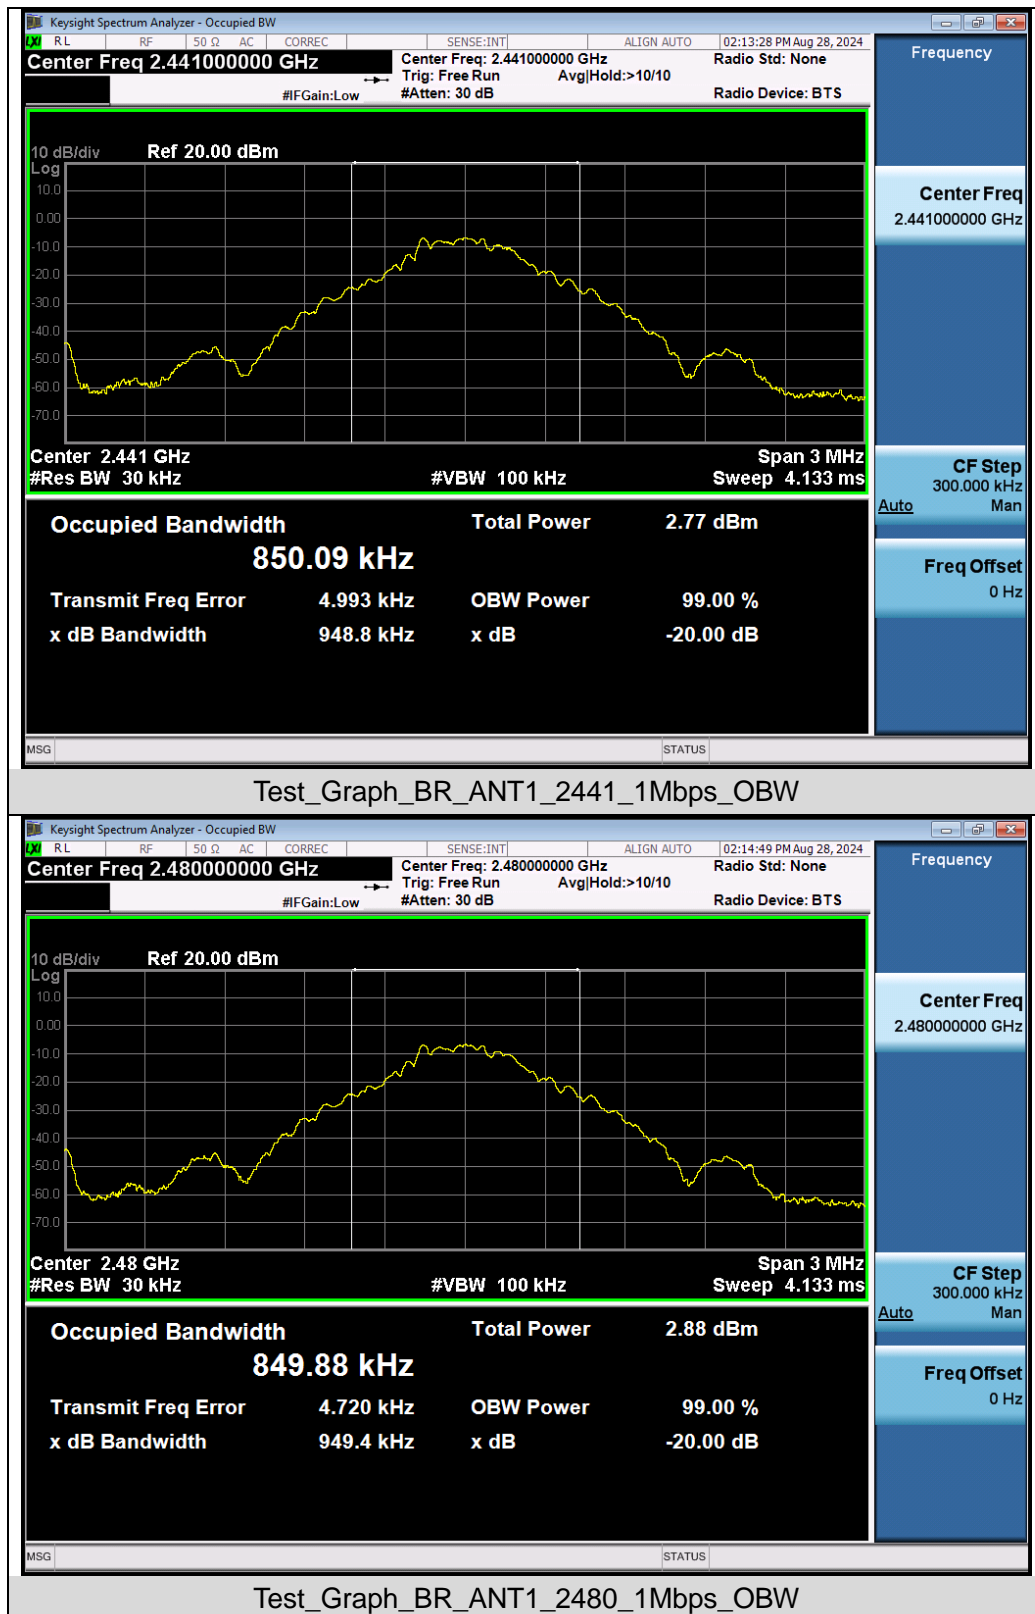 Keysight Spectrum Analyzer - Occupied BW
LXI RL RF 50 Ω AC CORREC SENSE:INT ALIGN AUTO 02:13:28 PM Aug 28, 2024
Center Freq 2.441000000 GHz
Center Freq: 2.441000000 GHz
Radio Std: None
Trig: Free Run Avg|Hold:>10/10
#IFGain:Low #Atten: 30 dB Radio Device: BTS
Frequency
10 dB/div Ref 20.00 dBm
Log
10.0
0.00
-10.0
-20.0
-30.0
-40.0
-50.0
-60.0
-70.0
Center 2.441 GHz Span 3 MHz
#Res BW 30 kHz #VBW 100 kHz Sweep 4.133 ms
Center Freq
2.441000000 GHz
CF Step
300.000 kHz
Auto Man
Freq Offset
0 Hz
Occupied Bandwidth Total Power 2.77 dBm
850.09 kHz
Transmit Freq Error 4.993 kHz OBW Power 99.00 %
x dB Bandwidth 948.8 kHz x dB -20.00 dB
MSG STATUS
Test_Graph_BR_ANT1_2441_1Mbps_OBW
Keysight Spectrum Analyzer - Occupied BW
LXI RL RF 50 Ω AC CORREC SENSE:INT ALIGN AUTO 02:14:49 PM Aug 28, 2024
Center Freq 2.480000000 GHz
Center Freq: 2.480000000 GHz
Radio Std: None
Trig: Free Run Avg|Hold:>10/10
#IFGain:Low #Atten: 30 dB Radio Device: BTS
Frequency
10 dB/div Ref 20.00 dBm
Log
10.0
0.00
-10.0
-20.0
-30.0
-40.0
-50.0
-60.0
-70.0
Center 2.48 GHz Span 3 MHz
#Res BW 30 kHz #VBW 100 kHz Sweep 4.133 ms
Center Freq
2.480000000 GHz
CF Step
300.000 kHz
Auto Man
Freq Offset
0 Hz
Occupied Bandwidth Total Power 2.88 dBm
849.88 kHz
Transmit Freq Error 4.720 kHz OBW Power 99.00 %
x dB Bandwidth 949.4 kHz x dB -20.00 dB
MSG STATUS
Test_Graph_BR_ANT1_2480_1Mbps_OBW